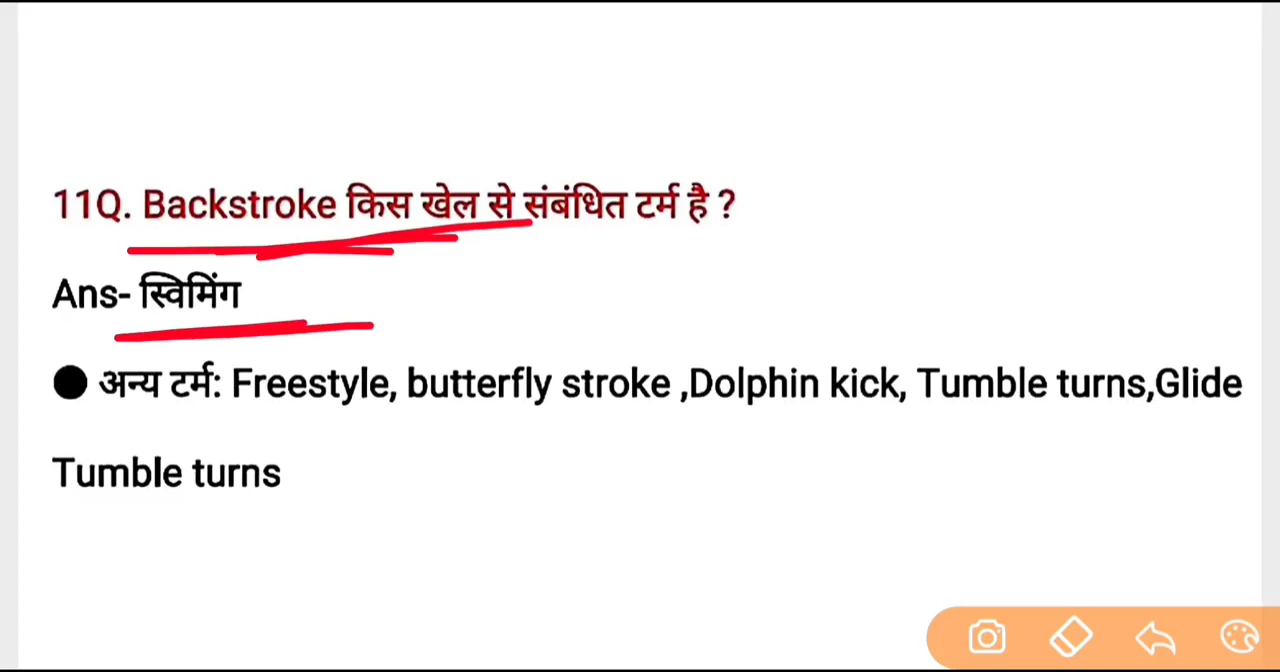 11Q. Backstroke किस खेल से संबंधित टर्म है ?
Ans- स्विमिंग
● अन्य टर्म: Freestyle, butterfly stroke ,Dolphin kick, Tumble turns,Glide
Tumble turns